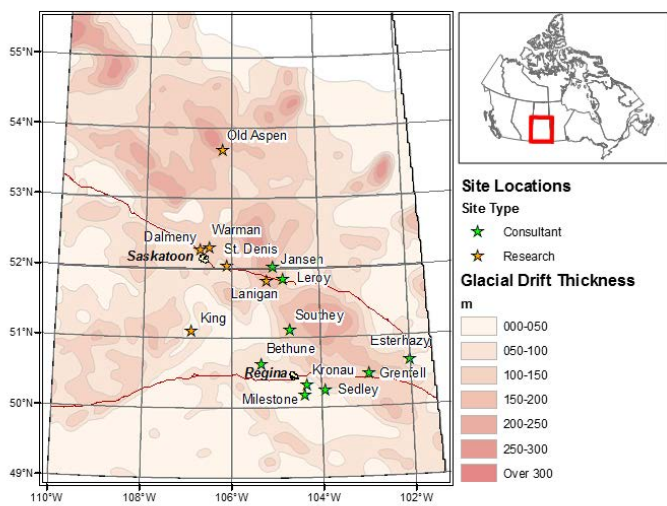 55°N
54°N
53°N
52°N
51°N
50°N
49°N
110°W
108°W
106°W
104°W
102°W
Old Aspen
Warman
Dalmeny
St. Denis
Saskatoon
Jansen
Leroy
Lanigan
King
Southey
Esterhazy
Bethune
Kronau
Regina
Grenfell
Sedley
Milestone
Site Locations
Site Type
Consultant
Research
Glacial Drift Thickness
m
000-050
050-100
100-150
150-200
200-250
250-300
Over 300